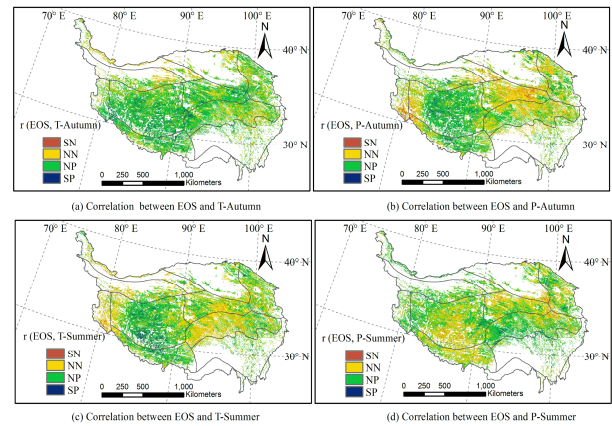 70° E 80° E 90° E 100° E
N
40° N
30° N
r (EOS, T-Autumn)
SN
NN
NP
SP
0 250 500 1,000
Kilometers
(a) Correlation between EOS and T-Autumn
70° E 80° E 90° E 100° E
N
40° N
30° N
r (EOS, P-Autumn)
SN
NN
NP
SP
0 250 500 1,000
Kilometers
(b) Correlation between EOS and P-Autumn
70° E 80° E 90° E 100° E
N
40° N
30° N
r (EOS, T-Summer)
SN
NN
NP
SP
0 250 500 1,000
Kilometers
(c) Correlation between EOS and T-Summer
70° E 80° E 90° E 100° E
N
40° N
30° N
r (EOS, P-Summer)
SN
NN
NP
SP
0 250 500 1,000
Kilometers
(d) Correlation between EOS and P-Summer